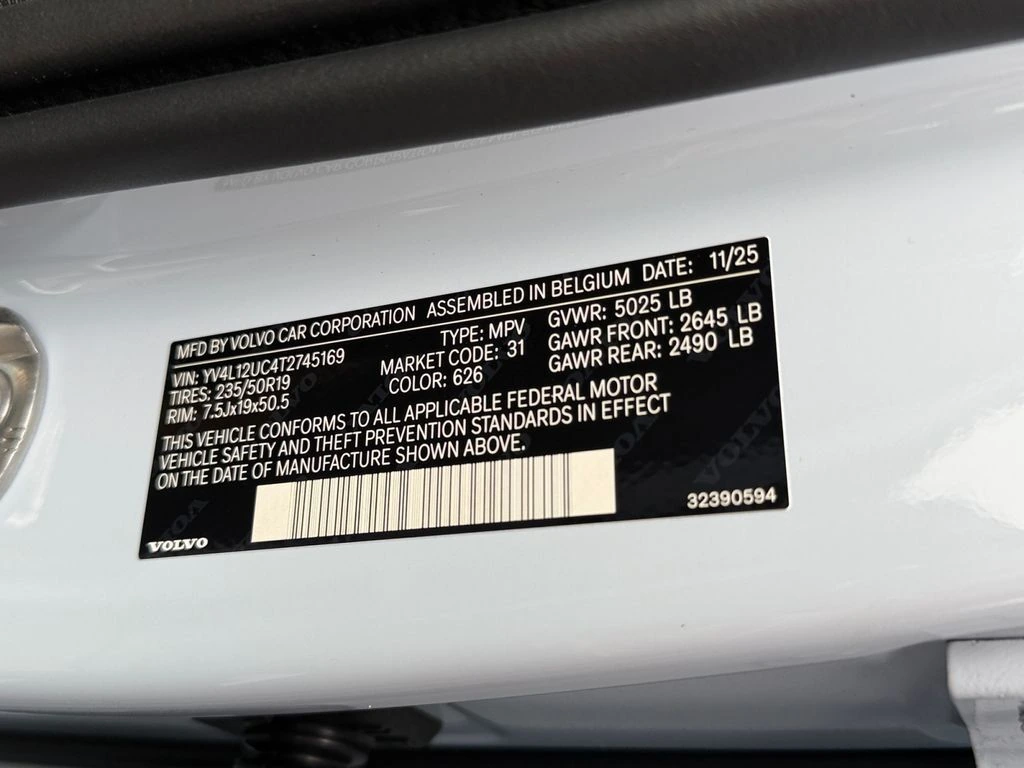 MFD BY VOLVO CAR CORPORATION ASSEMBLED IN BELGIUM DATE: 11/25
VIN: YV4L12UC4T2745169 TYPE: MPV GVWR: 5025 LB
TIRES: 235/50R19 MARKET CODE: 31 GAWR FRONT: 2645 LB
RIM: 7.5Jx19x50.5 COLOR: 626 GAWR REAR: 2490 LB
THIS VEHICLE CONFORMS TO ALL APPLICABLE FEDERAL MOTOR
VEHICLE SAFETY AND THEFT PREVENTION STANDARDS IN EFFECT
ON THE DATE OF MANUFACTURE SHOWN ABOVE.
VOLVO 32390594